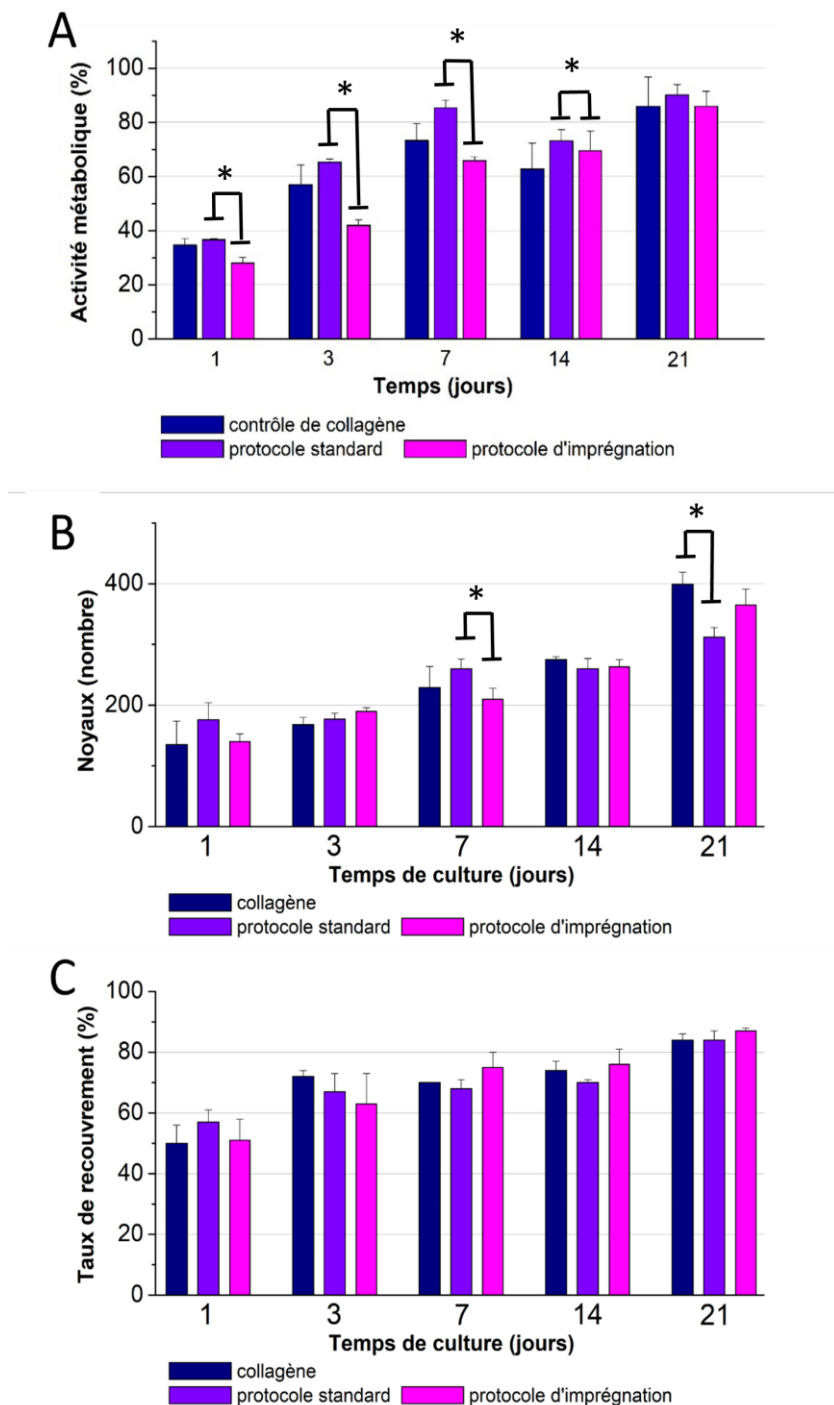 A
Activité métabolique (%)
100
80
60
40
20
0
*
*
*
*
1 3 7 14 21
Temps (jours)
contrôle de collagène
protocole standard protocole d'imprégnation
B
Noyaux (nombre)
400
200
0
*
*
1 3 7 14 21
Temps de culture (jours)
collagène
protocole standard protocole d'imprégnation
C
Taux de recouvrement (%)
100
80
60
40
20
0
1 3 7 14 21
Temps de culture (jours)
collagène
protocole standard protocole d'imprégnation